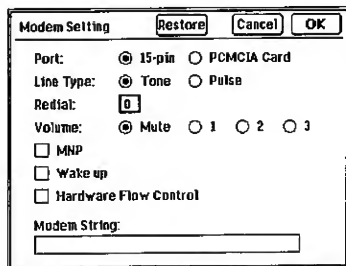 Modem Setting Restore Cancel OK
Port: 15-pin PCMCIA Card
Line Type: Tone Pulse
Redial: 0
Volume: Mute 1 2 3
MNP
Wake up
Hardware Flow Control
Modem String: